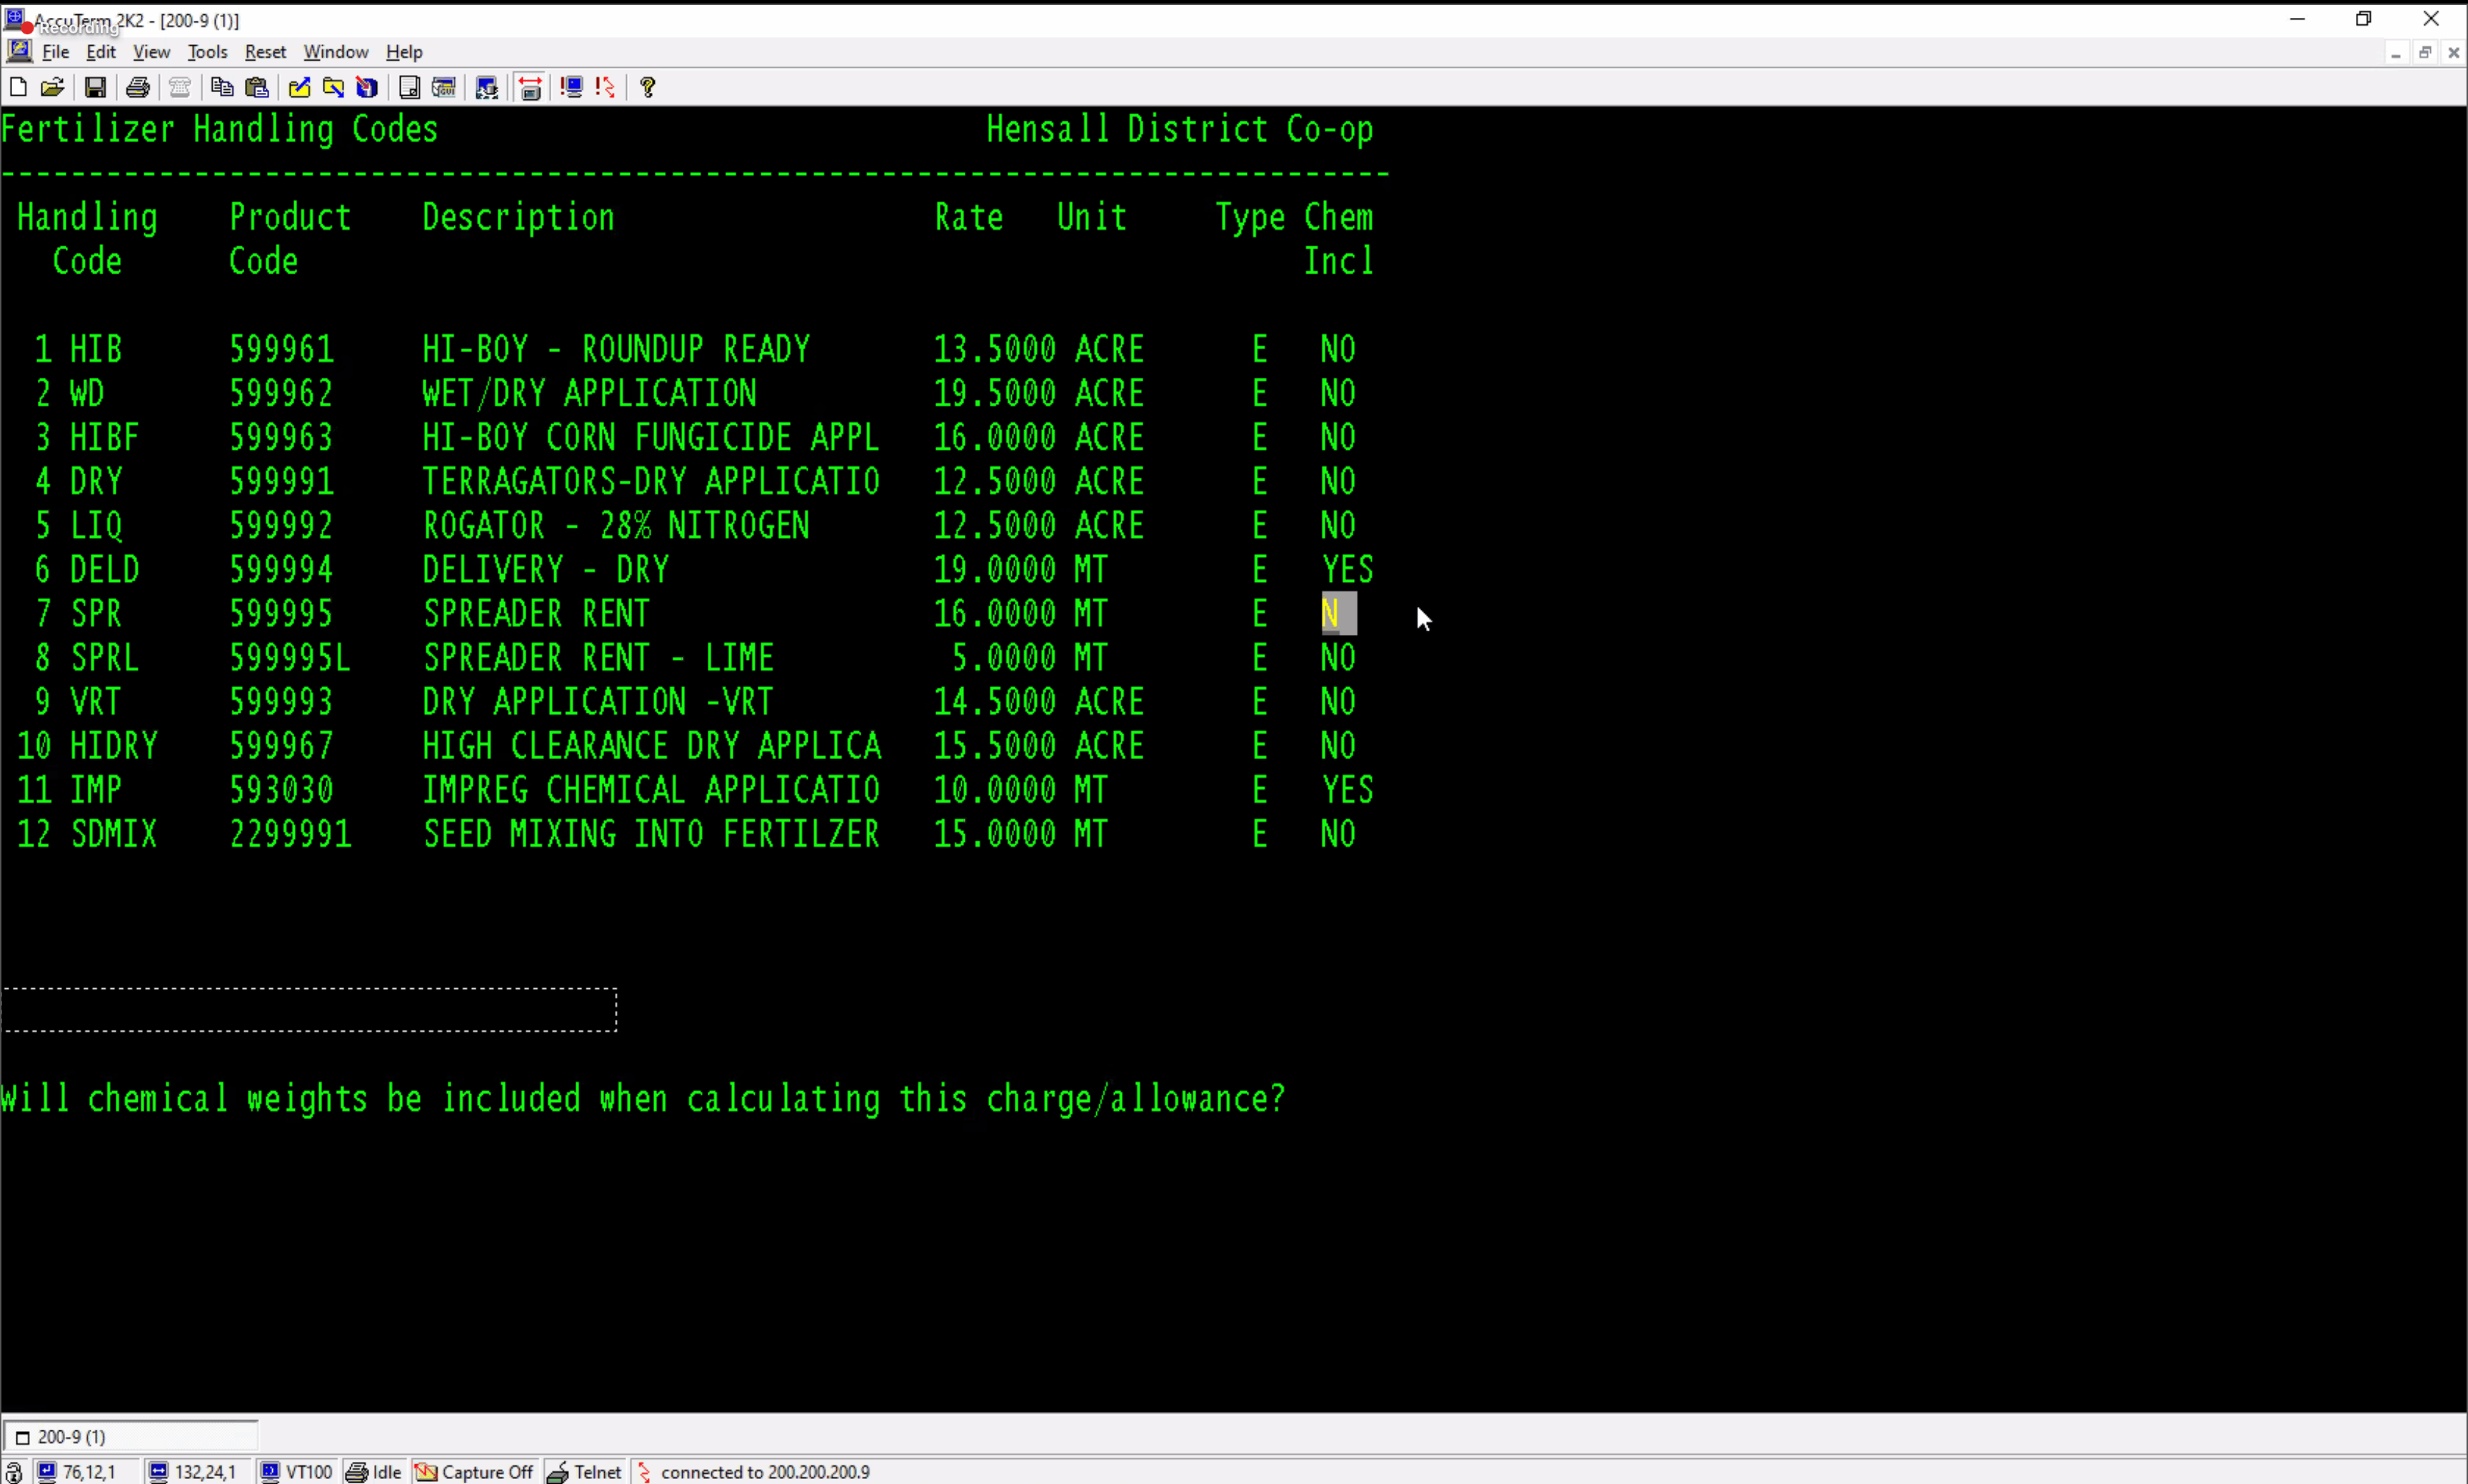 AccuTerm 2K2 - [200-9 (1)]
Recording
File Edit View Tools Reset Window Help
Fertilizer Handling Codes Hensall District Co-op
--------------------------------------------------------------------------------
Handling Product Description Rate Unit Type Chem
Code Code Incl
1 HIB 599961 HI-BOY - ROUNDUP READY 13.5000 ACRE E NO
2 WD 599962 WET/DRY APPLICATION 19.5000 ACRE E NO
3 HIBF 599963 HI-BOY CORN FUNGICIDE APPL 16.0000 ACRE E NO
4 DRY 599991 TERRAGATORS-DRY APPLICATIO 12.5000 ACRE E NO
5 LIQ 599992 ROGATOR - 28% NITROGEN 12.5000 ACRE E NO
6 DELD 599994 DELIVERY - DRY 19.0000 MT E YES
7 SPR 599995 SPREADER RENT 16.0000 MT E N
8 SPRL 599995L SPREADER RENT - LIME 5.0000 MT E NO
9 VRT 599993 DRY APPLICATION -VRT 14.5000 ACRE E NO
10 HIDRY 599967 HIGH CLEARANCE DRY APPLICA 15.5000 ACRE E NO
11 IMP 593030 IMPREG CHEMICAL APPLICATIO 10.0000 MT E YES
12 SDMIX 2299991 SEED MIXING INTO FERTILZER 15.0000 MT E NO
Will chemical weights be included when calculating this charge/allowance?
200-9 (1)
76,12,1 132,24,1 VT100 Idle Capture Off Telnet connected to 200.200.200.9